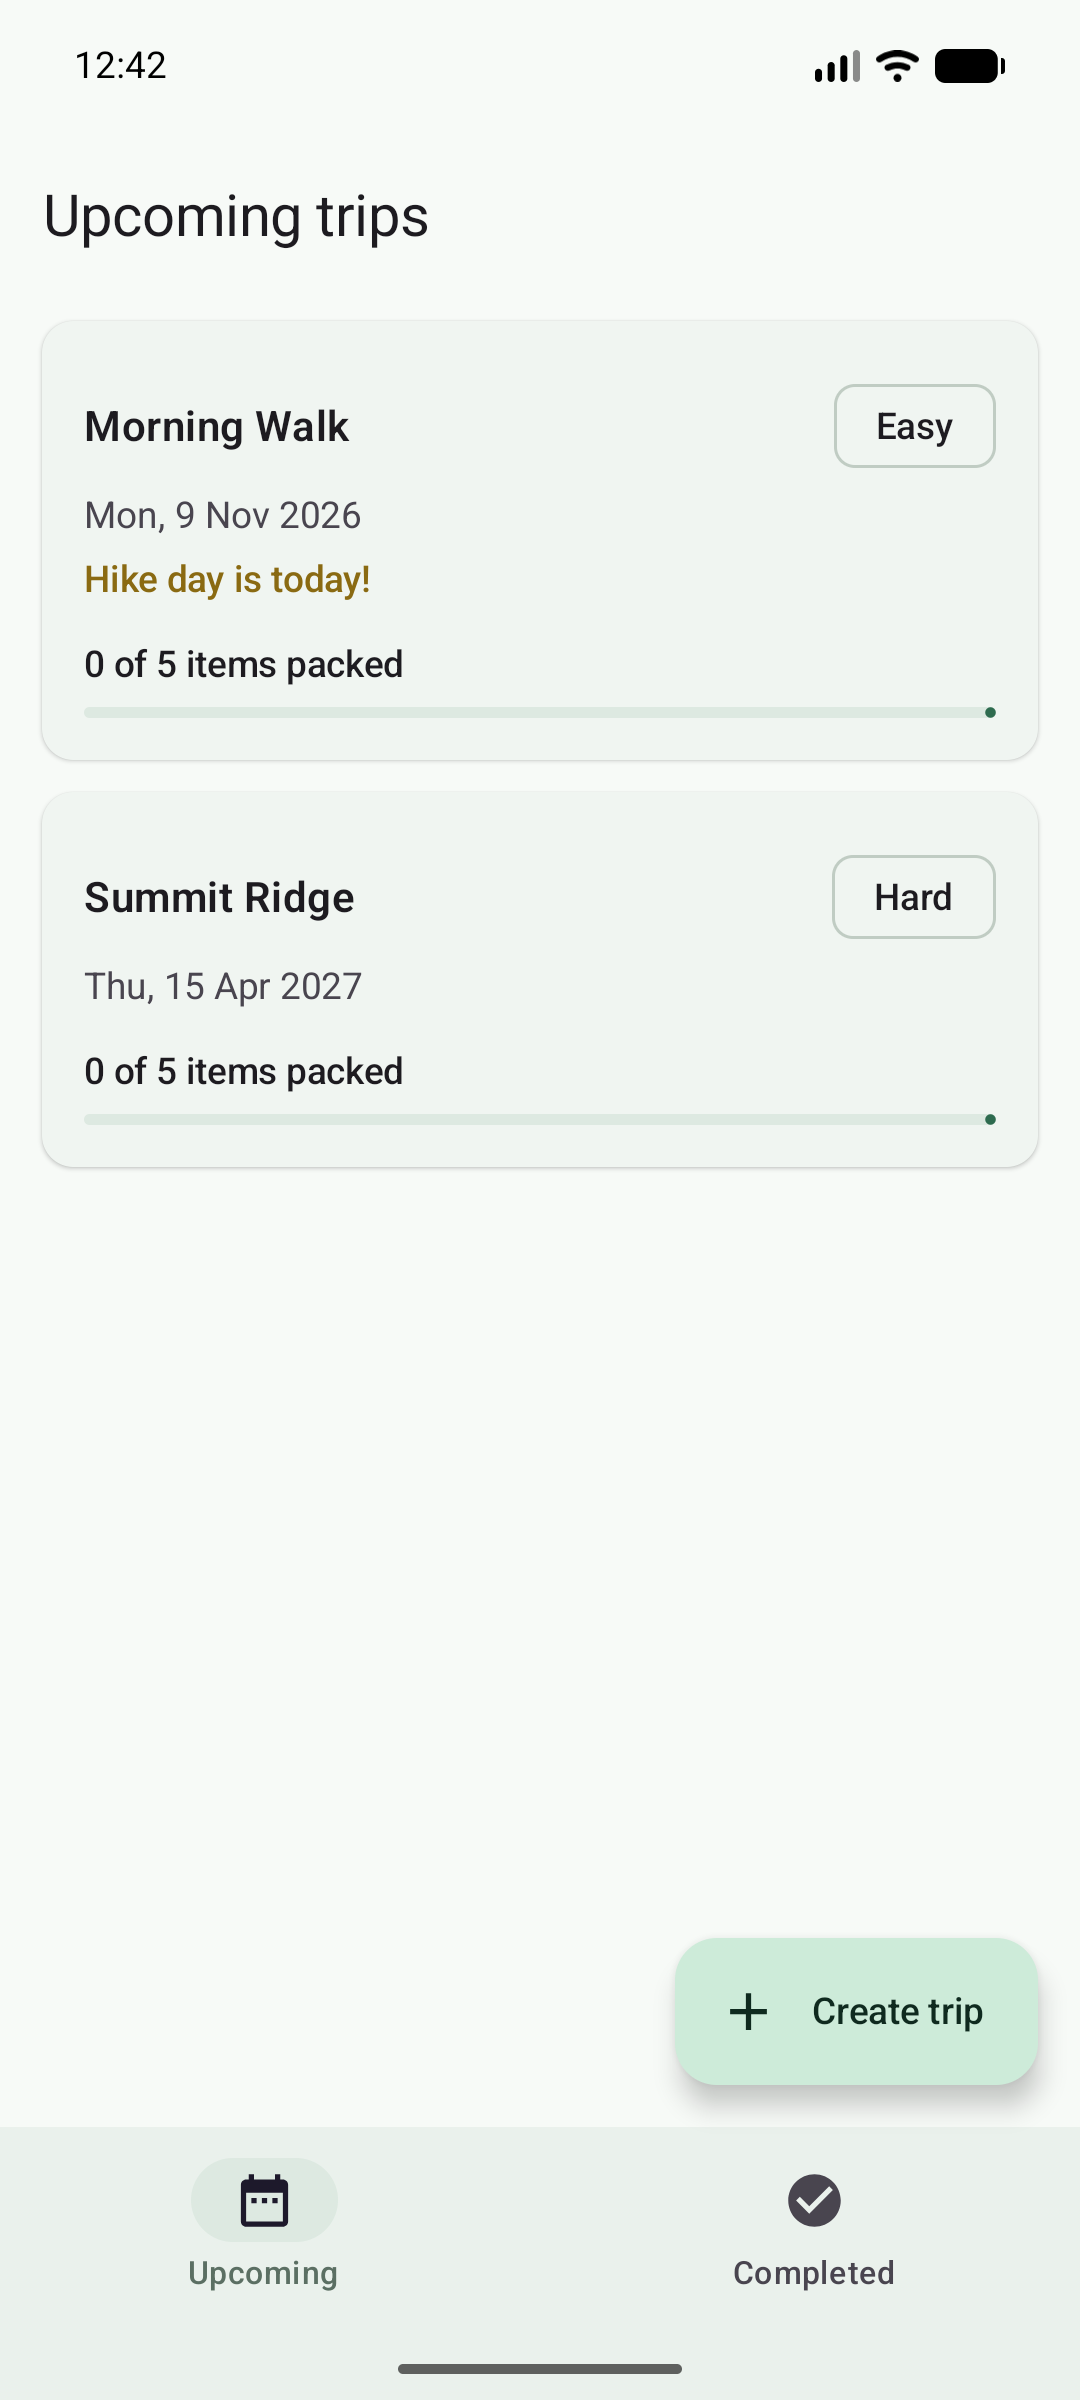 12:42
Upcoming trips
Morning Walk
Easy
Mon, 9 Nov 2026
Hike day is today!
0 of 5 items packed
Summit Ridge
Hard
Thu, 15 Apr 2027
0 of 5 items packed
Create trip
Upcoming
Completed